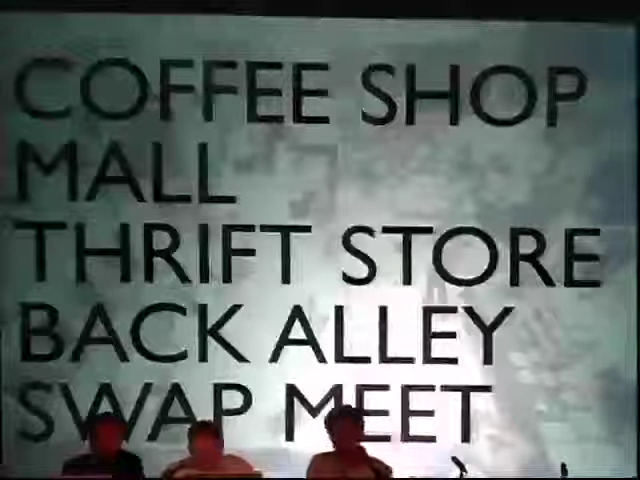 COFFEE SHOP
MALL
THRIFT STORE
BACK ALLEY
SWAP MEET